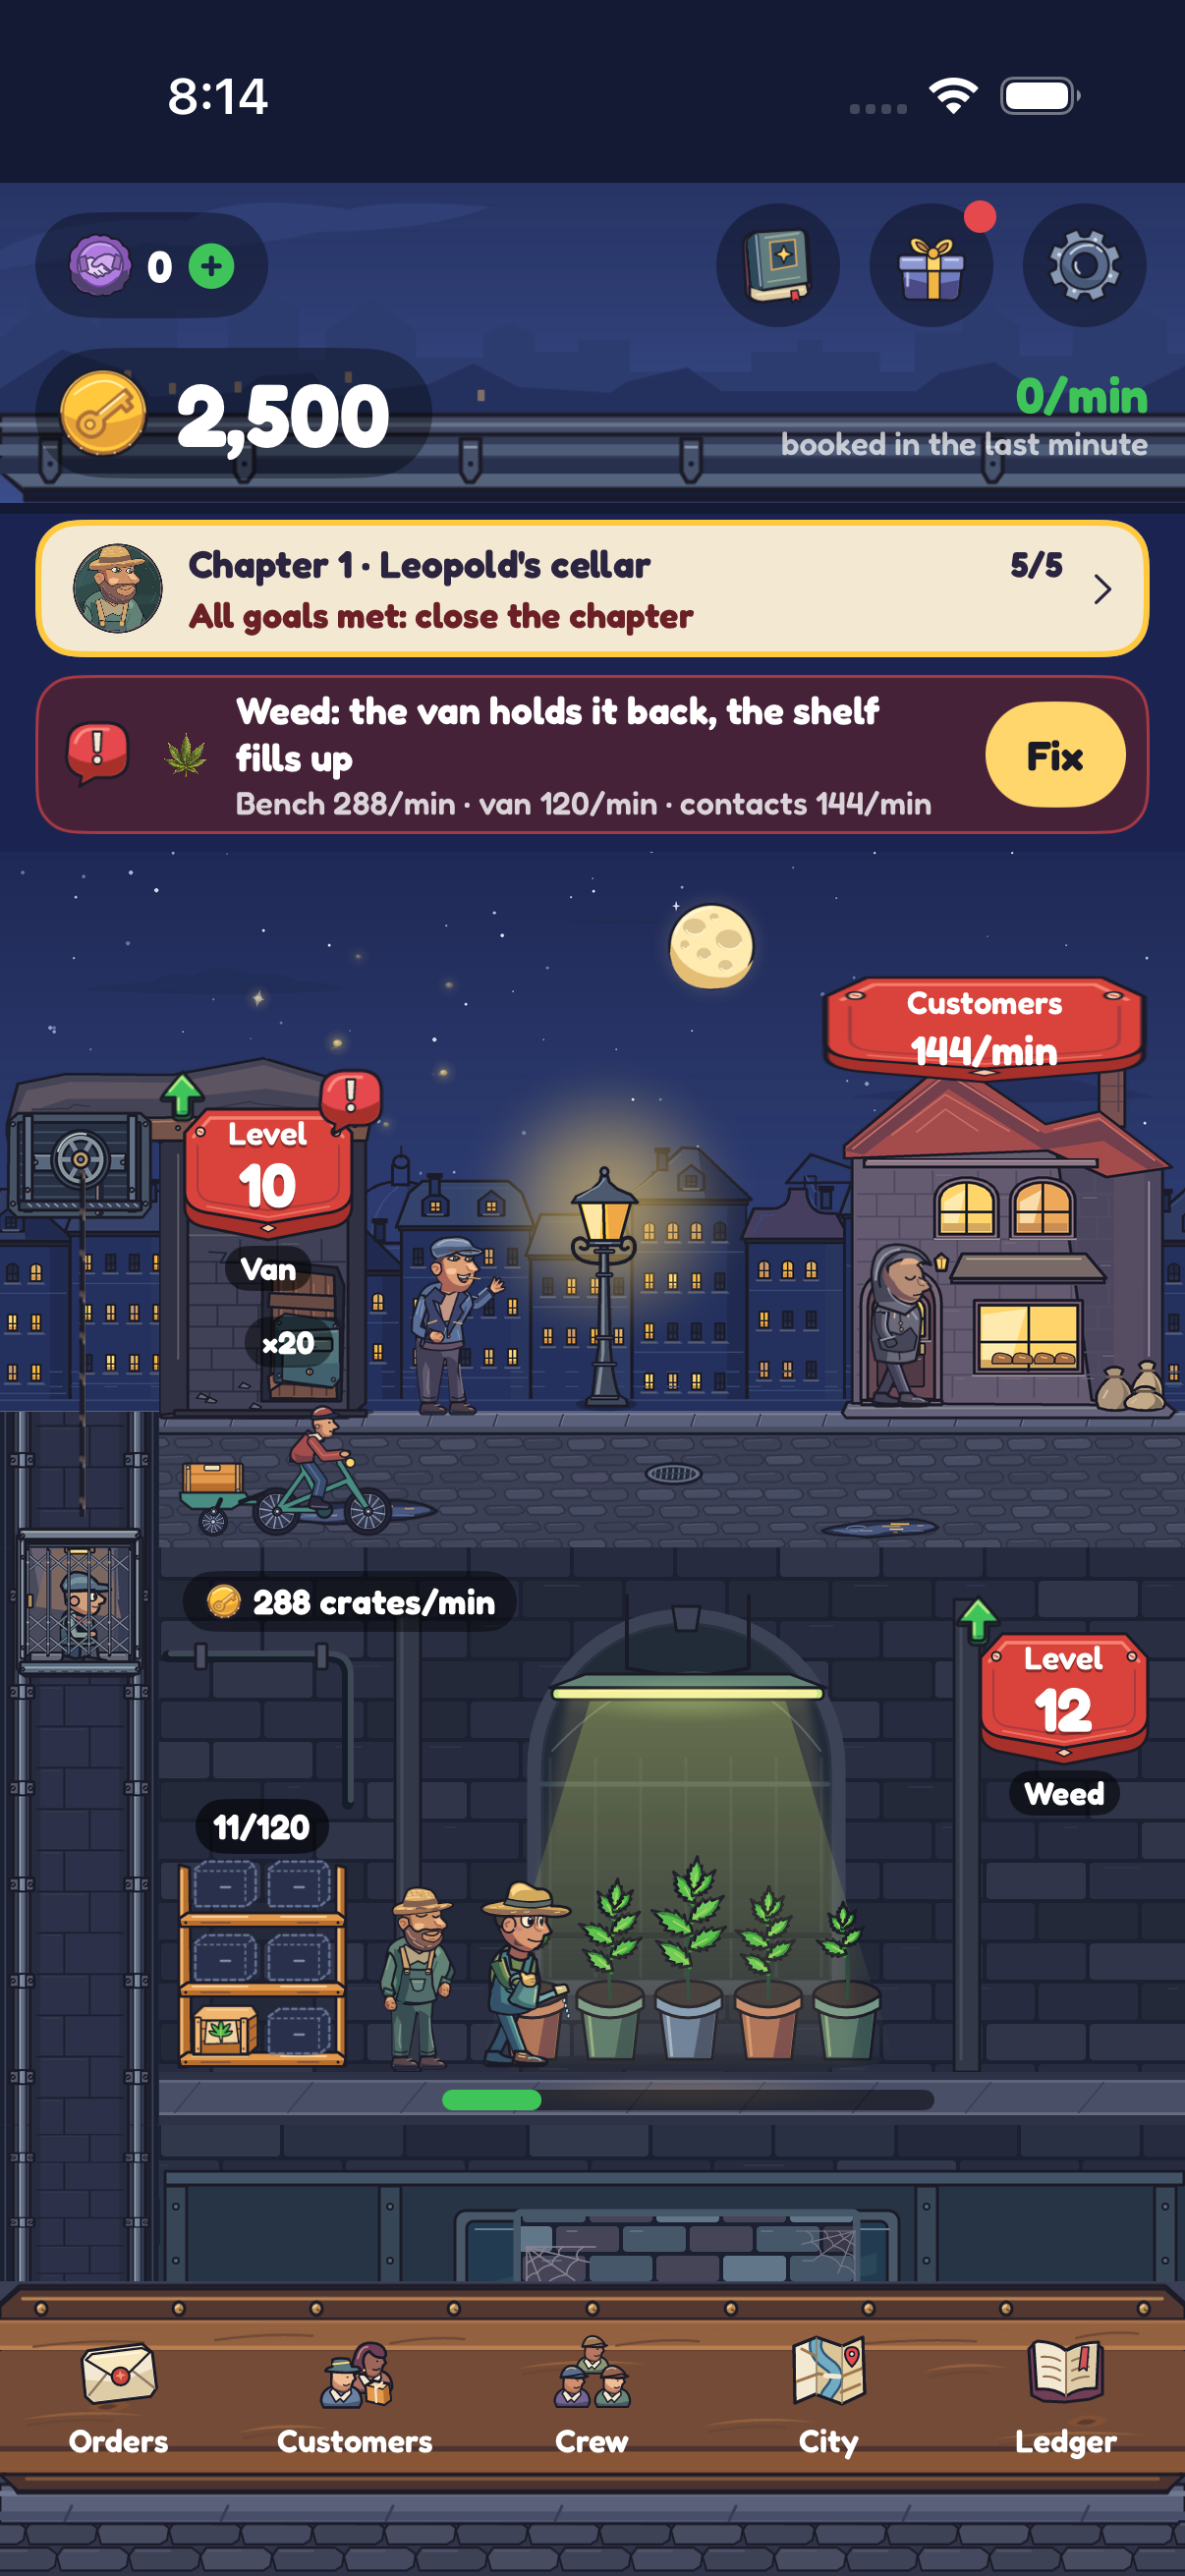 8:14
0
2,500
0/min
booked in the last minute
Chapter 1 · Leopold's cellar
5/5
All goals met: close the chapter
Weed: the van holds it back, the shelf
fills up
Bench 288/min · van 120/min · contacts 144/min
Fix
Customers
144/min
Level
10
Van
×20
288 crates/min
Level
12
Weed
11/120
Orders
Customers
Crew
City
Ledger